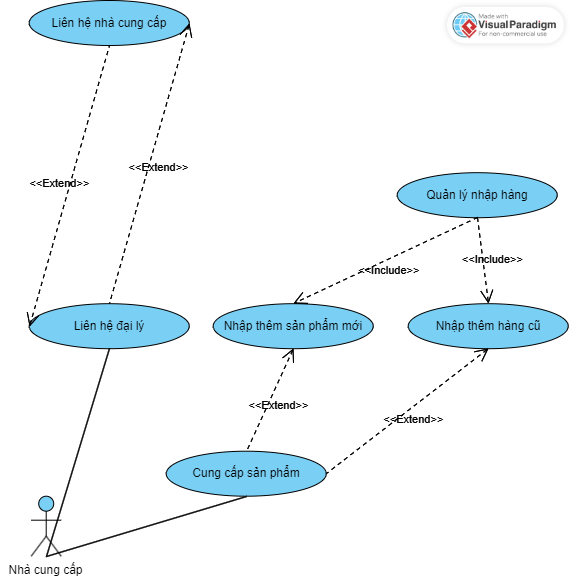 Liên hệ nhà cung cấp
Made with
Visual Paradigm
For non-commercial use
<<Extend>>
<<Extend>>
Quản lý nhập hàng
<<Include>>
<<Include>>
Liên hệ đại lý
Nhập thêm sản phẩm mới
Nhập thêm hàng cũ
<<Extend>>
<<Extend>>
Cung cấp sản phẩm
Nhà cung cấp